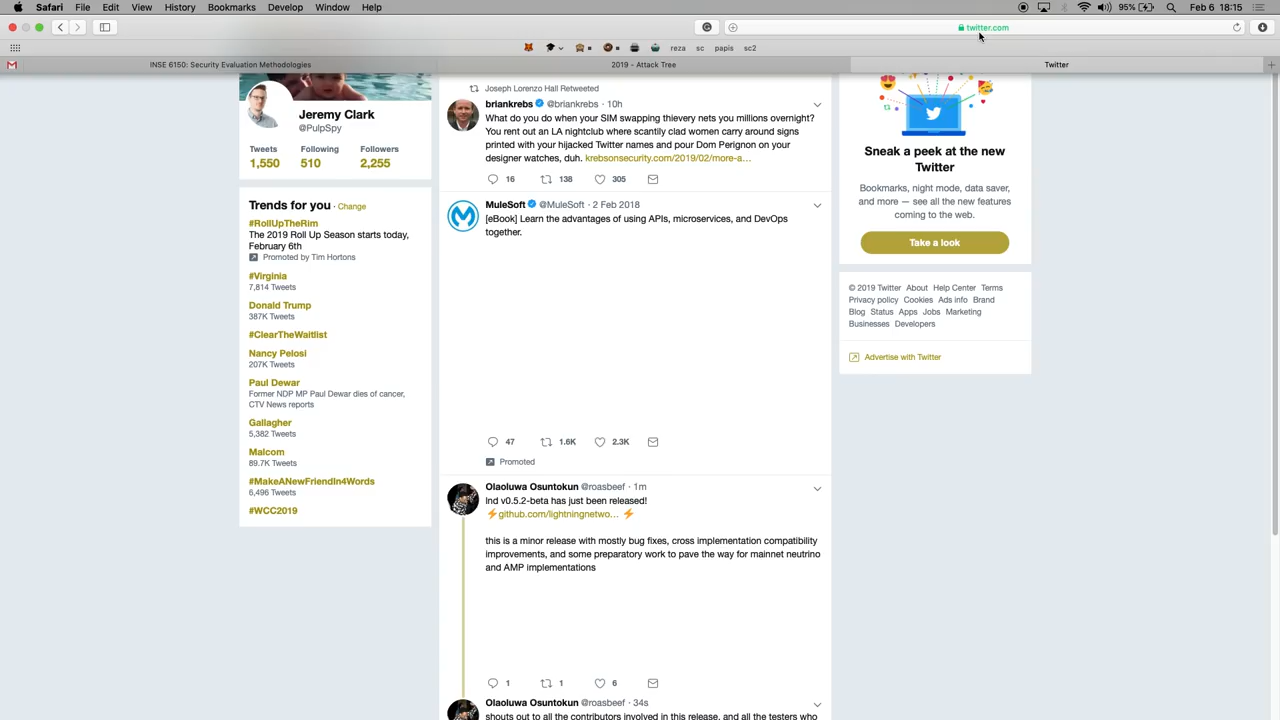 Safari File Edit View History Bookmarks Develop Window Help 95% Feb 6 18:15
twitter.com
reza sc papis sc2
INSE 6150: Security Evaluation Methodologies
2019 - Attack Tree
Twitter
Jeremy Clark
@PulpSpy
Tweets Following Followers
1,550 510 2,255
Trends for you · Change
#RollUpTheRim
The 2019 Roll Up Season starts today,
February 6th
Promoted by Tim Hortons
#Virginia
7,814 Tweets
Donald Trump
387K Tweets
#ClearTheWaitlist
Nancy Pelosi
207K Tweets
Paul Dewar
Former NDP MP Paul Dewar dies of cancer,
CTV News reports
Gallagher
5,382 Tweets
Malcom
89.7K Tweets
#MakeANewFriendIn4Words
6,496 Tweets
#WCC2019
Joseph Lorenzo Hall Retweeted
briankrebs @briankrebs · 10h
What do you do when your SIM swapping thievery nets you millions overnight?
You rent out an LA nightclub where scantily clad women carry around signs
printed with your hijacked Twitter names and pour Dom Perignon on your
designer watches, duh. krebsonsecurity.com/2019/02/more-a…
16 138 305
MuleSoft @MuleSoft · 2 Feb 2018
[eBook] Learn the advantages of using APIs, microservices, and DevOps
together.
47 1.6K 2.3K
Promoted
Olaoluwa Osuntokun @roasbeef · 1m
lnd v0.5.2-beta has just been released!
⚡github.com/lightningnetwo… ⚡
this is a minor release with mostly bug fixes, cross implementation compatibility
improvements, and some preparatory work to pave the way for mainnet neutrino
and AMP implementations
1 1 6
Olaoluwa Osuntokun @roasbeef · 34s
shouts out to all the contributors involved in this release, and all the testers who
Sneak a peek at the new
Twitter
Bookmarks, night mode, data saver,
and more — see all the new features
coming to the web.
Take a look
© 2019 Twitter About Help Center Terms
Privacy policy Cookies Ads info Brand
Blog Status Apps Jobs Marketing
Businesses Developers
Advertise with Twitter